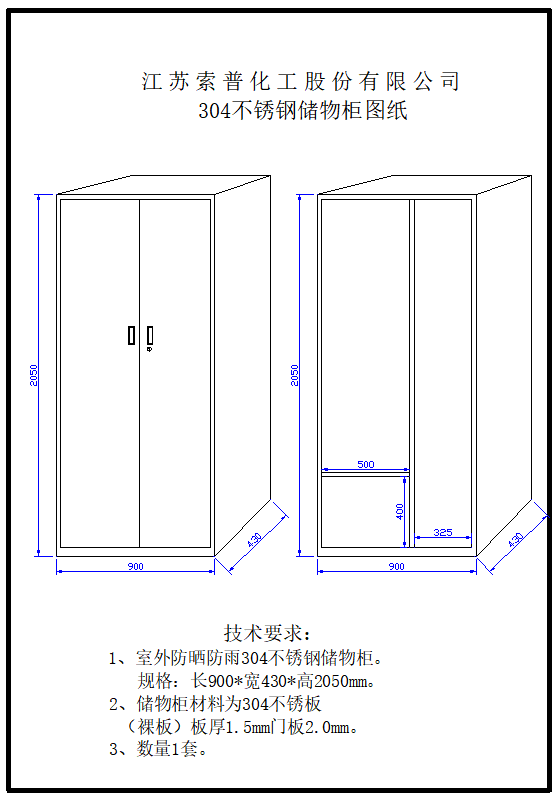 江苏索普化工股份有限公司
304不锈钢储物柜图纸
2050
900
430
2050
500
400
325
900
430
技术要求：
1、室外防晒防雨304不锈钢储物柜。
规格：长900*宽430*高2050mm。
2、储物柜材料为304不锈板
（裸板）板厚1.5mm门板2.0mm。
3、数量1套。